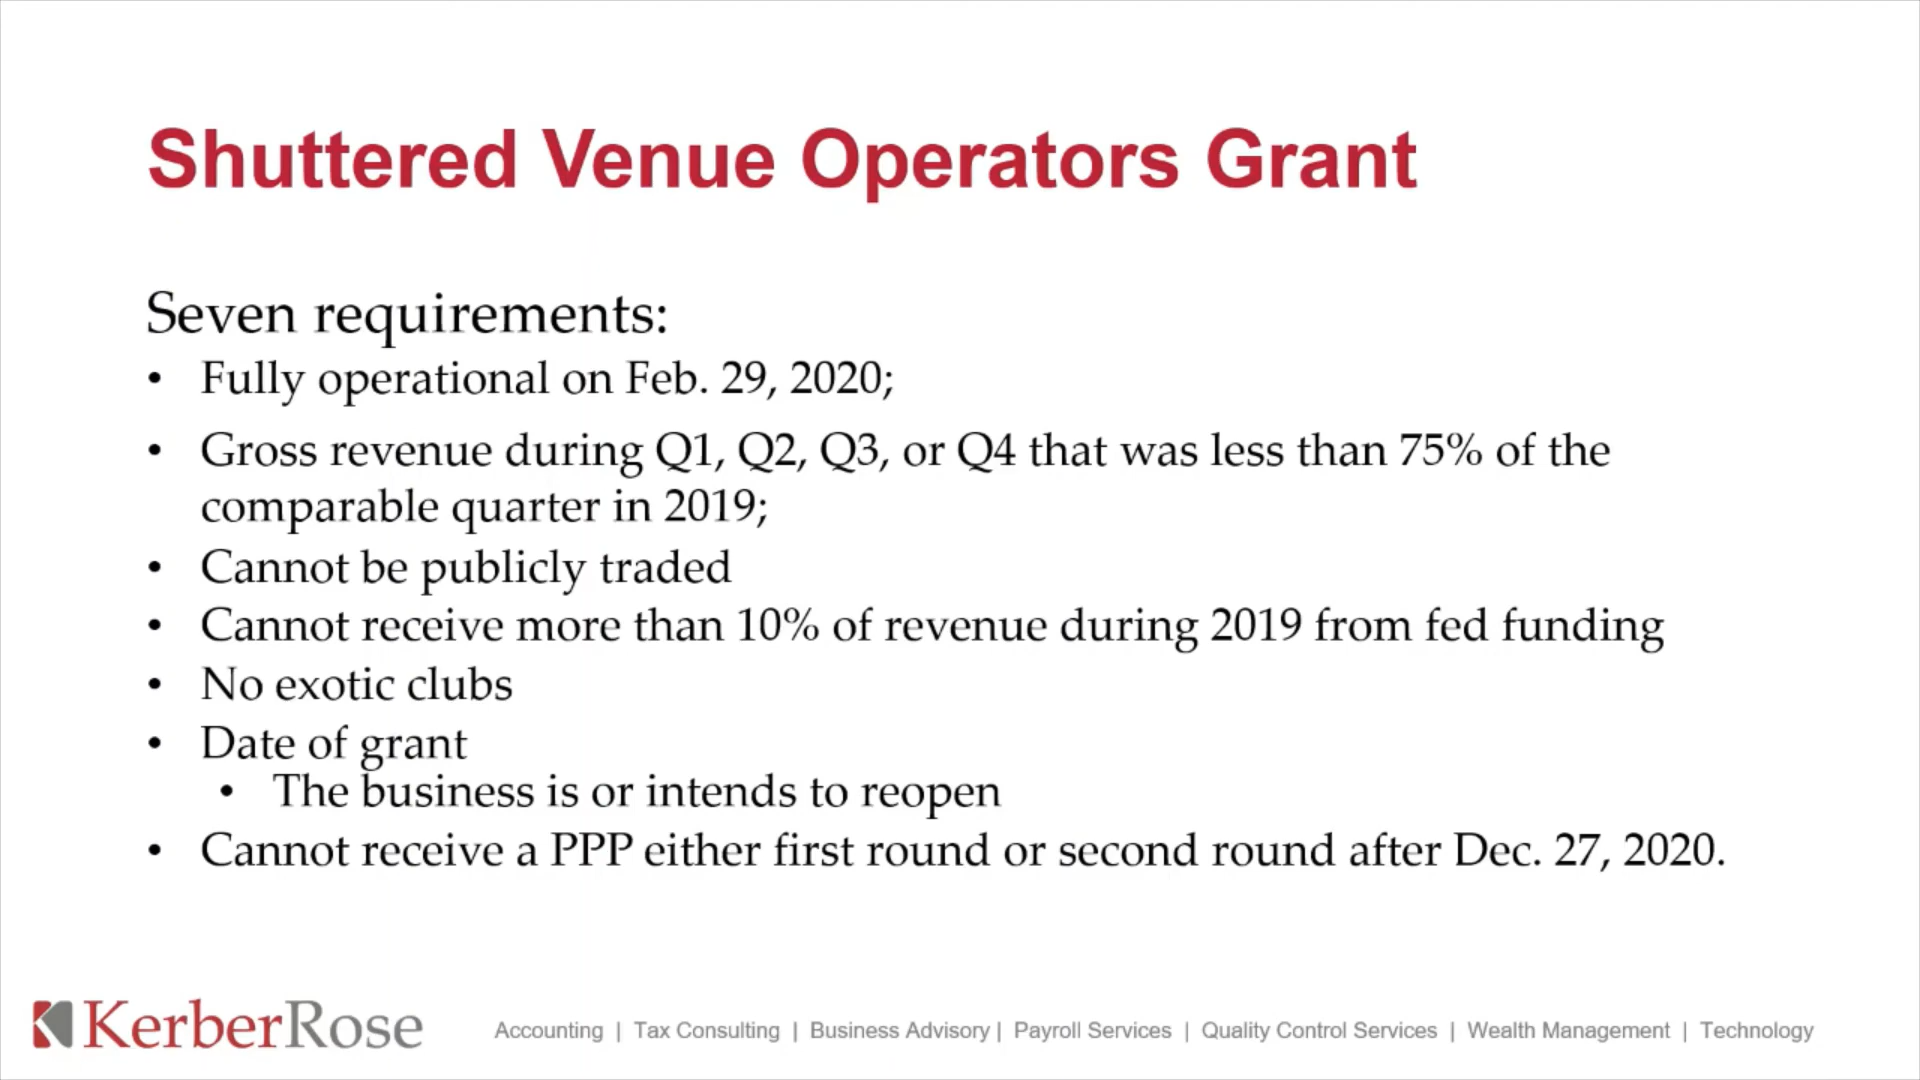 Shuttered Venue Operators Grant
Seven requirements:
• Fully operational on Feb. 29, 2020;
• Gross revenue during Q1, Q2, Q3, or Q4 that was less than 75% of the
comparable quarter in 2019;
• Cannot be publicly traded
• Cannot receive more than 10% of revenue during 2019 from fed funding
• No exotic clubs
• Date of grant
• The business is or intends to reopen
• Cannot receive a PPP either first round or second round after Dec. 27, 2020.
KerberRose
Accounting | Tax Consulting | Business Advisory | Payroll Services | Quality Control Services | Wealth Management | Technology